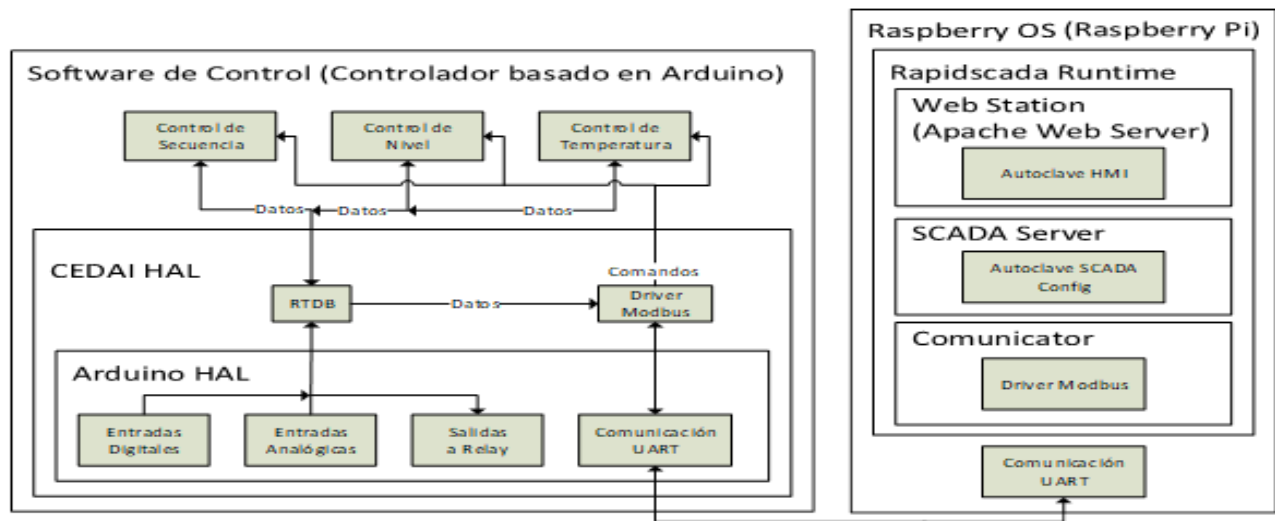 Software de Control (Controlador basado en Arduino)
Control de
Secuencia
Control de
Nivel
Control de
Temperatura
Datos
Datos
Datos
CEDAI HAL
Comandos
RTDB
Datos
Driver
Modbus
Arduino HAL
Entradas
Digitales
Entradas
Analógicas
Salidas
a Relay
Comunicación
UART
Raspberry OS (Raspberry Pi)
Rapidscada Runtime
Web Station
(Apache Web Server)
Autoclave HMI
SCADA Server
Autoclave SCADA
Config
Comunicator
Driver Modbus
Comunicación
UART